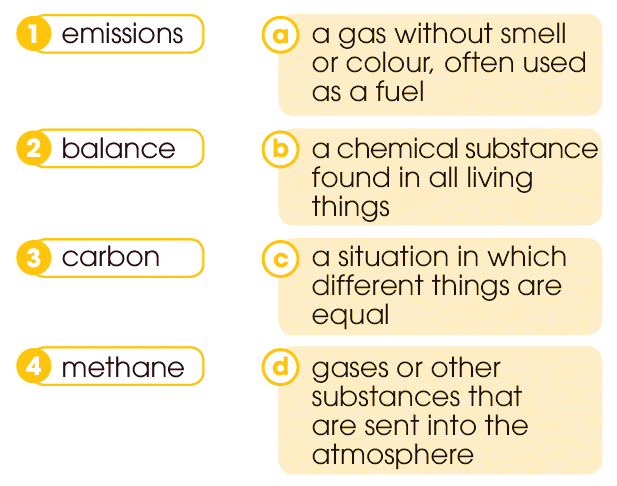 1 emissions
a a gas without smell
or colour, often used
as a fuel
2 balance
b a chemical substance
found in all living
things
3 carbon
c a situation in which
different things are
equal
4 methane
d gases or other
substances that
are sent into the
atmosphere